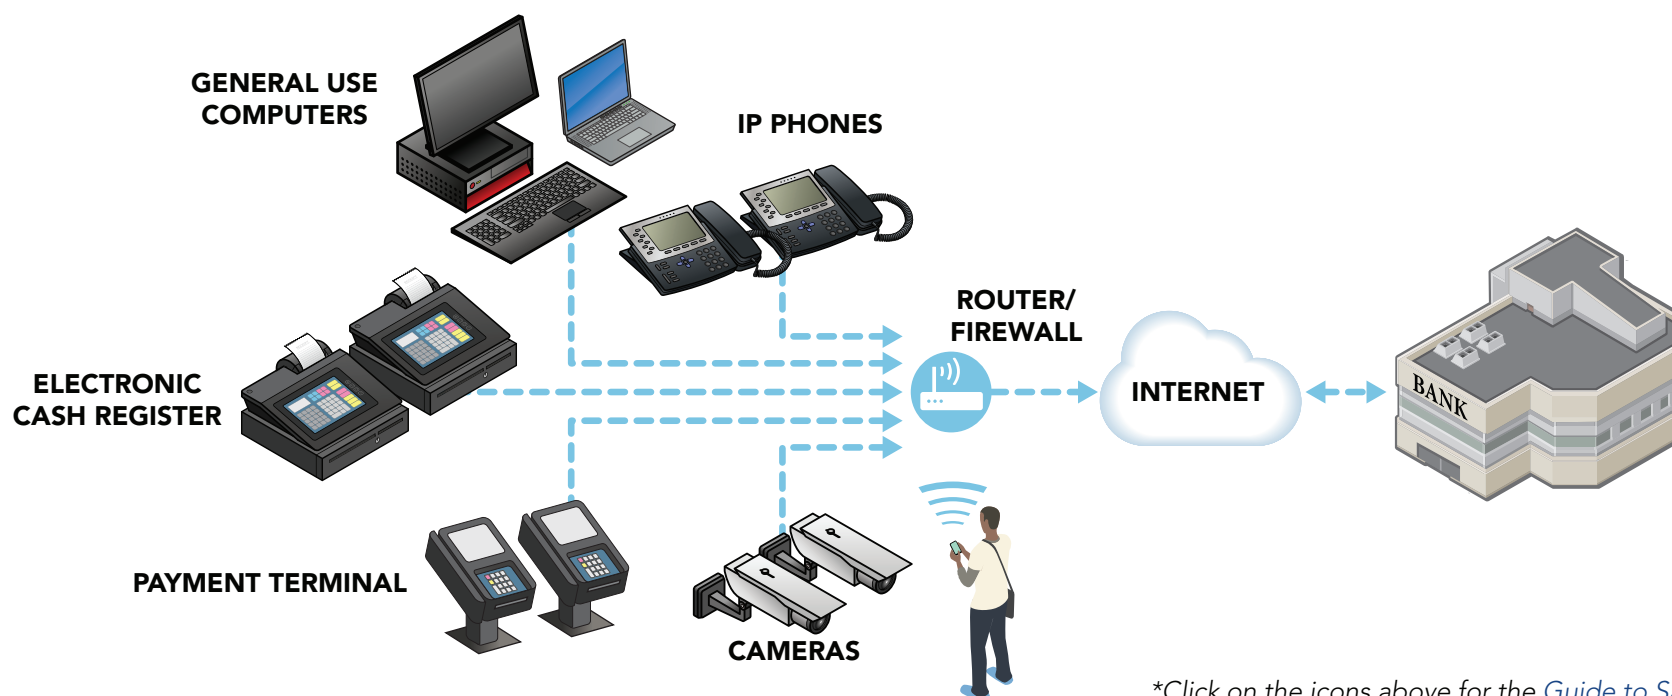 GENERAL USE
COMPUTERS
IP PHONES
ROUTER/
FIREWALL
ELECTRONIC
CASH REGISTER
INTERNET
BANK
PAYMENT TERMINAL
CAMERAS
*Click on the icons above for the Guide to S